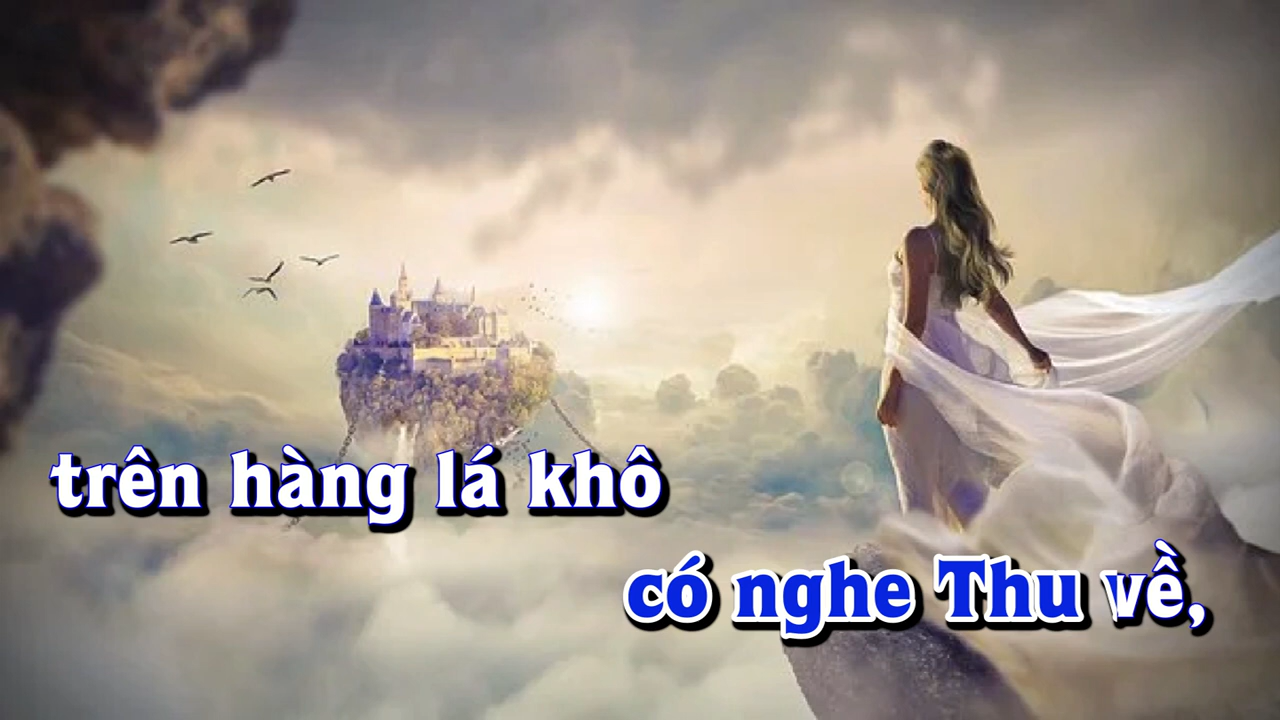 trên hàng lá khô
có nghe Thu về,